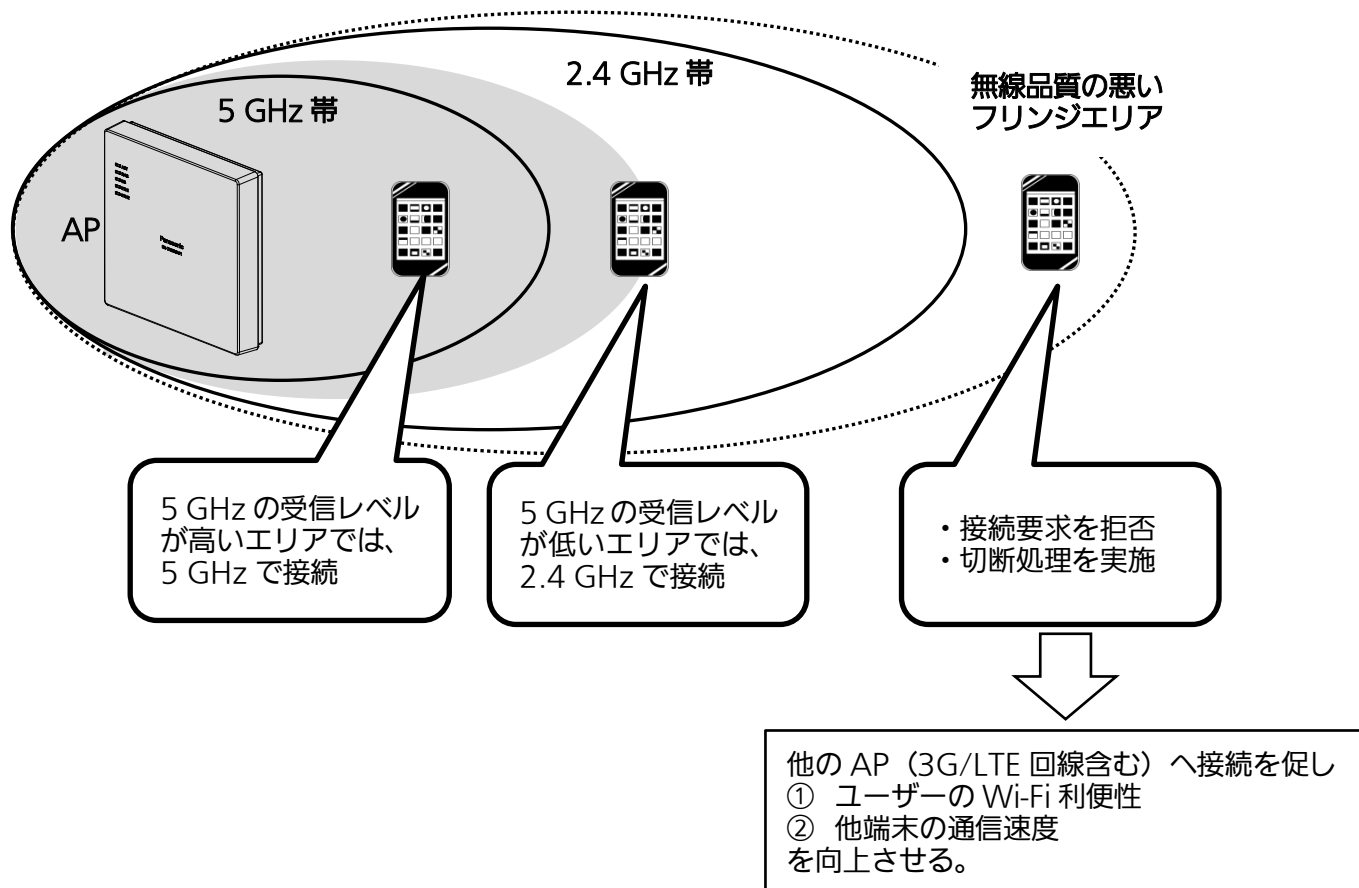 2.4 GHz 帯
無線品質の悪い
フリンジエリア
5 GHz 帯
AP
Panasonic
5 GHz の受信レベル
が高いエリアでは、
5 GHz で接続
5 GHz の受信レベル
が低いエリアでは、
2.4 GHz で接続
・接続要求を拒否
・切断処理を実施
他の AP（3G/LTE 回線含む）へ接続を促し
① ユーザーの Wi-Fi 利便性
② 他端末の通信速度
を向上させる。